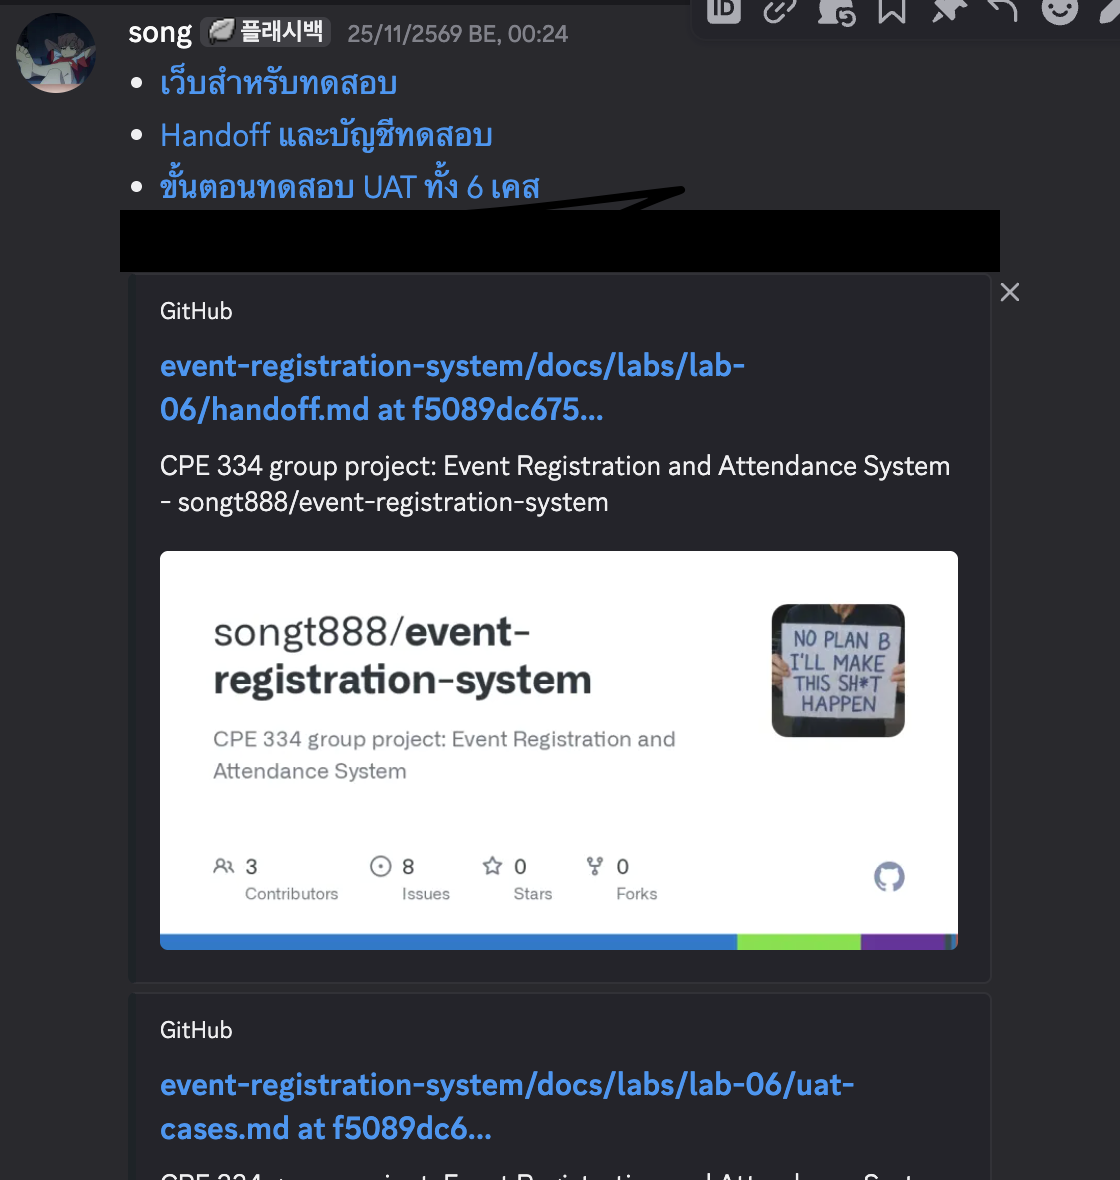 song 플래시백 25/11/2569 BE, 00:24
ID
เว็บสำหรับทดสอบ
Handoff และบัญชีทดสอบ
ขั้นตอนทดสอบ UAT ทั้ง 6 เคส
GitHub
event-registration-system/docs/labs/lab-
06/handoff.md at f5089dc675...
CPE 334 group project: Event Registration and Attendance System
- songt888/event-registration-system
songt888/event-
registration-system
NO PLAN B
I'LL MAKE
THIS SH*T
HAPPEN
CPE 334 group project: Event Registration and
Attendance System
3 8 0 0
Contributors Issues Stars Forks
GitHub
event-registration-system/docs/labs/lab-06/uat-
cases.md at f5089dc6...